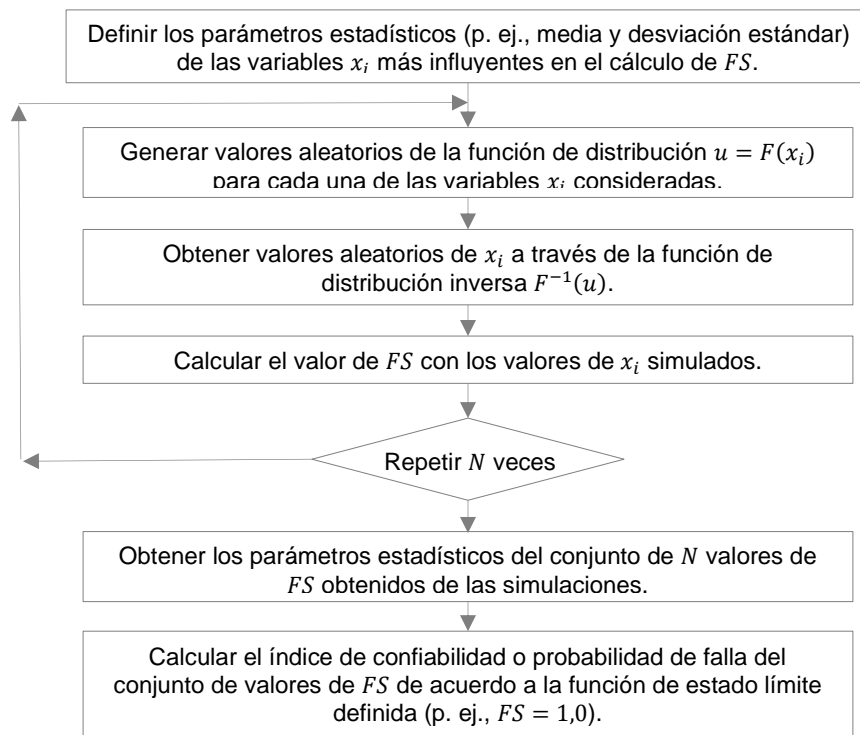 Definir los parámetros estadísticos (p. ej., media y desviación estándar)
de las variables 𝑥ᵢ más influyentes en el cálculo de 𝐹𝑆.
Generar valores aleatorios de la función de distribución 𝑢 = 𝐹(𝑥ᵢ)
para cada una de las variables 𝑥ᵢ consideradas.
Obtener valores aleatorios de 𝑥ᵢ a través de la función de
distribución inversa 𝐹⁻¹(𝑢).
Calcular el valor de 𝐹𝑆 con los valores de 𝑥ᵢ simulados.
Repetir 𝑁 veces
Obtener los parámetros estadísticos del conjunto de 𝑁 valores de
𝐹𝑆 obtenidos de las simulaciones.
Calcular el índice de confiabilidad o probabilidad de falla del
conjunto de valores de 𝐹𝑆 de acuerdo a la función de estado límite
definida (p. ej., 𝐹𝑆 = 1,0).